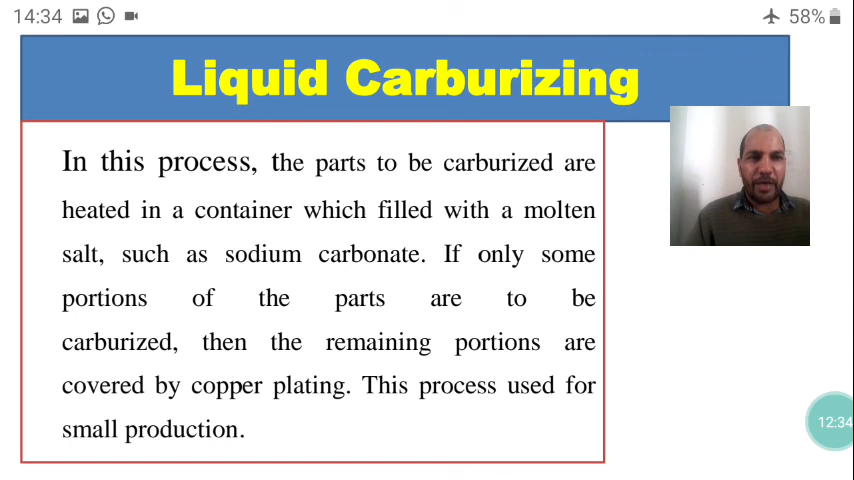 14:34
58%
Liquid Carburizing
In this process, the parts to be carburized are
heated in a container which filled with a molten
salt, such as sodium carbonate. If only some
portions of the parts are to be
carburized, then the remaining portions are
covered by copper plating. This process used for
small production.
12:34